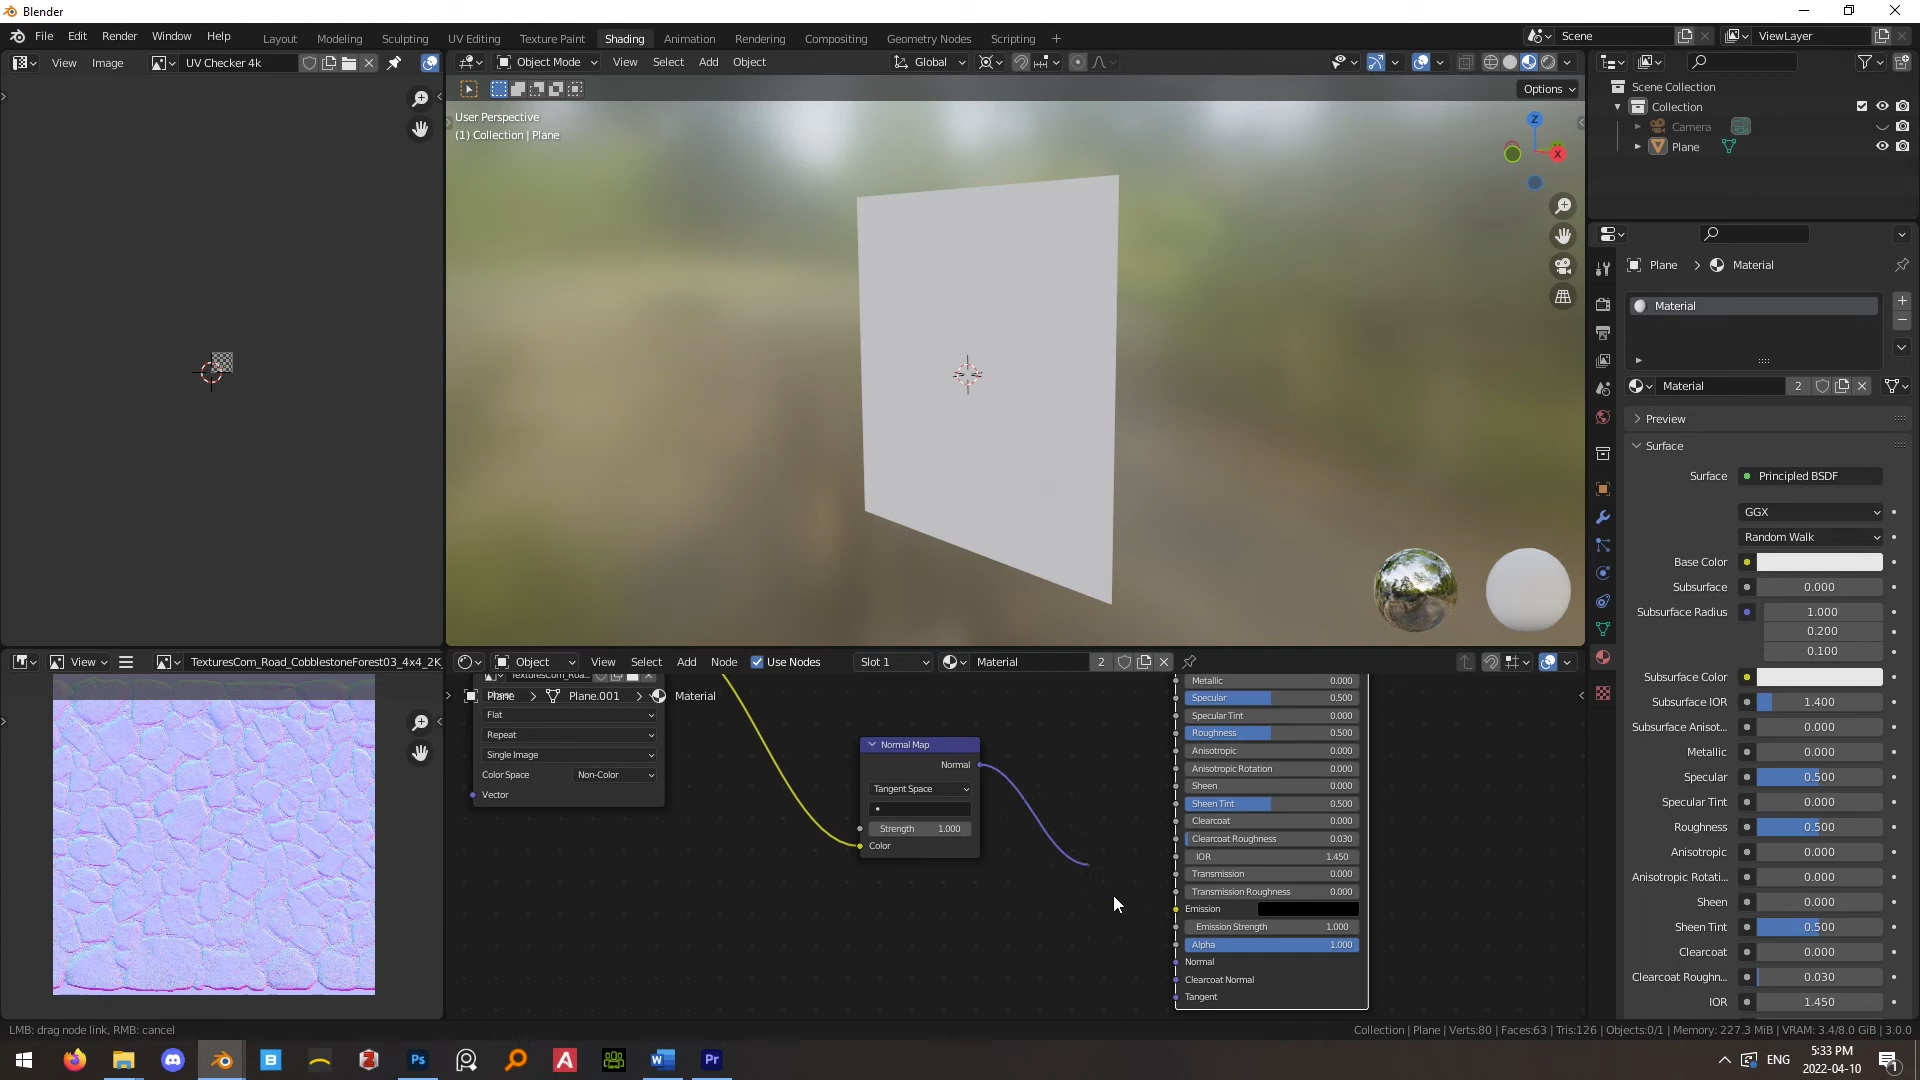 Blender
File Edit Render Window Help
Layout Modeling Sculpting UV Editing Texture Paint Shading Animation Rendering Compositing Geometry Nodes Scripting +
Scene
ViewLayer
View Image UV Checker 4k
Object Mode View Select Add Object
Global
Options
User Perspective
(1) Collection | Plane
Z
X
Scene Collection
Collection
Camera
Plane
Plane > Material
Material
Material 2
Preview
Surface
Surface Principled BSDF
GGX
Random Walk
Base Color
Subsurface 0.000
Subsurface Radius 1.000
0.200
0.100
Subsurface Color
Subsurface IOR 1.400
Subsurface Anisot... 0.000
Metallic 0.000
Specular 0.500
Specular Tint 0.000
Roughness 0.500
Anisotropic 0.000
Anisotropic Rotati... 0.000
Sheen 0.000
Sheen Tint 0.500
Clearcoat 0.000
Clearcoat Roughn... 0.030
IOR 1.450
View TexturesCom_Road_CobblestoneForest03_4x4_2K_
Object View Select Add Node Use Nodes Slot 1 Material 2
Plane > Plane.001 > Material
TexturesCom_Roa...
Flat
Repeat
Single Image
Color Space Non-Color
Vector
Normal Map
Normal
Tangent Space
Strength 1.000
Color
Metallic 0.000
Specular 0.500
Specular Tint 0.000
Roughness 0.500
Anisotropic 0.000
Anisotropic Rotation 0.000
Sheen 0.000
Sheen Tint 0.500
Clearcoat 0.000
Clearcoat Roughness 0.030
IOR 1.450
Transmission 0.000
Transmission Roughness 0.000
Emission
Emission Strength 1.000
Alpha 1.000
Normal
Clearcoat Normal
Tangent
LMB: drag node link, RMB: cancel
Collection | Plane | Verts:80 | Faces:63 | Tris:126 | Objects:0/1 | Memory: 227.3 MiB | VRAM: 3.4/8.0 GiB | 3.0.0
Ps
W
Pr
ENG
5:33 PM
2022-04-10
1